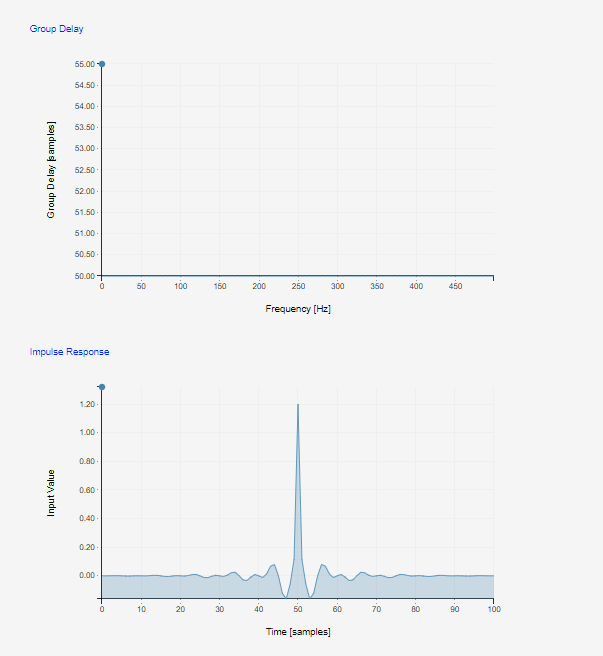 Group Delay
55.00
54.50
54.00
53.50
53.00
52.50
52.00
51.50
51.00
50.50
50.00
Group Delay [samples]
0 50 100 150 200 250 300 350 400 450
Frequency [Hz]
Impulse Response
1.20
1.00
0.80
0.60
0.40
0.20
0.00
Input Value
0 10 20 30 40 50 60 70 80 90 100
Time [samples]